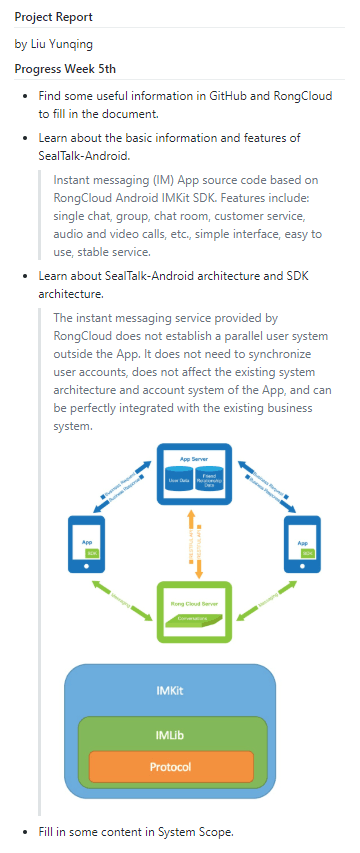 Project Report
by Liu Yunqing
Progress Week 5th
Find some useful information in GitHub and RongCloud
to fill in the document.
Learn about the basic information and features of
SealTalk-Android.
Instant messaging (IM) App source code based on
RongCloud Android IMKit SDK. Features include:
single chat, group, chat room, customer service,
audio and video calls, etc., simple interface, easy to
use, stable service.
Learn about SealTalk-Android architecture and SDK
architecture.
The instant messaging service provided by
RongCloud does not establish a parallel user system
outside the App. It does not need to synchronize
user accounts, does not affect the existing system
architecture and account system of the App, and can
be perfectly integrated with the existing business
system.
App Server
User Data
Friend
Relationship
Data
Business Request
Business Response
Business Request
Business Response
RESTFUL API
RESTFUL API
App
SDK
App
SDK
Messaging
Messaging
Rong Cloud Server
Conversations
IMKit
IMLib
Protocol
Fill in some content in System Scope.